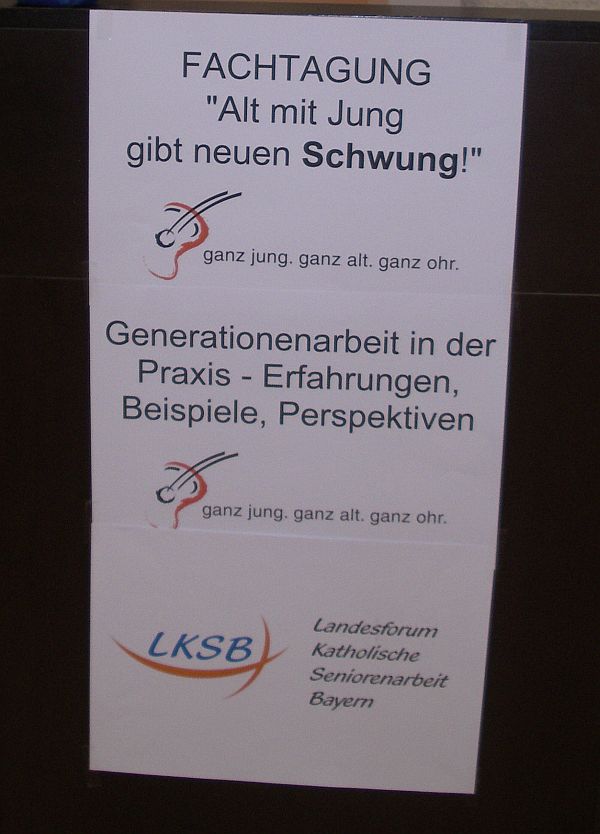 FACHTAGUNG
"Alt mit Jung
gibt neuen Schwung!"
ganz jung. ganz alt. ganz ohr.
Generationenarbeit in der
Praxis - Erfahrungen,
Beispiele, Perspektiven
ganz jung. ganz alt. ganz ohr.
LKSB
Landesforum
Katholische
Seniorenarbeit
Bayern